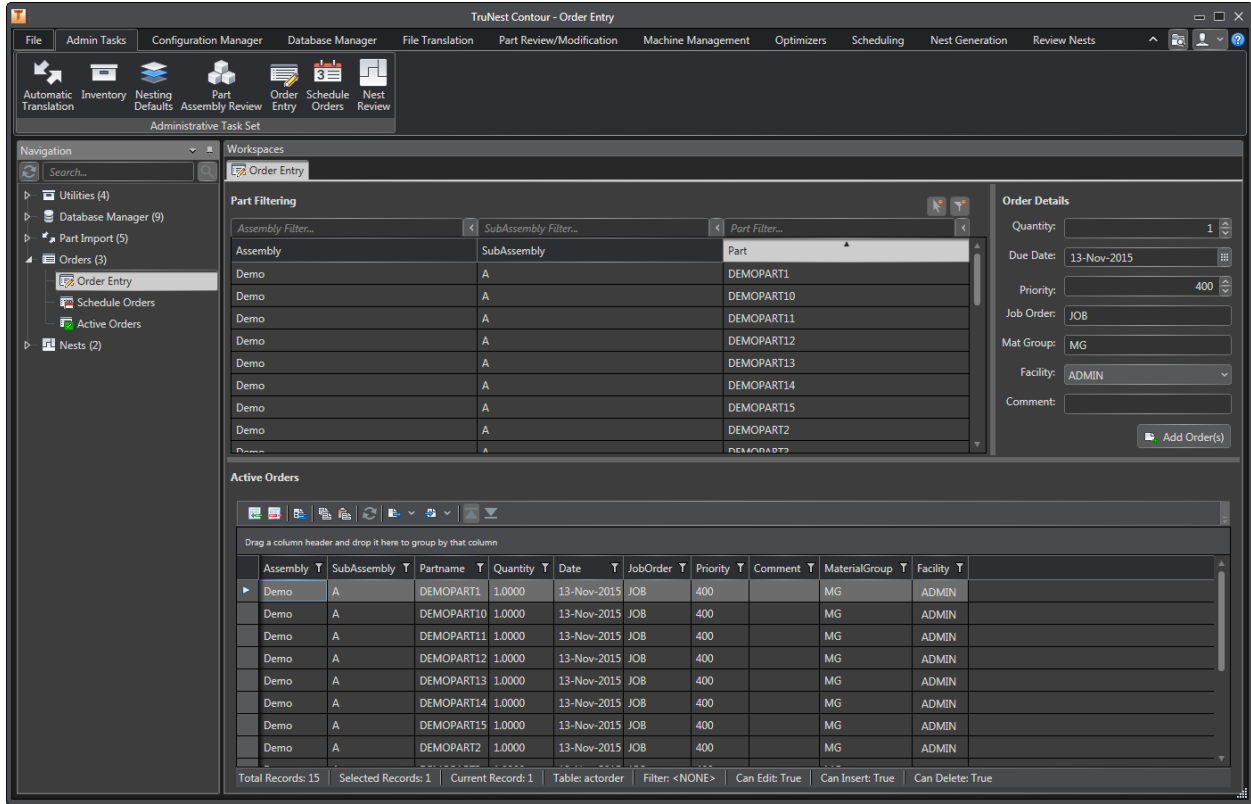 TruNest Contour - Order Entry
File Admin Tasks Configuration Manager Database Manager File Translation Part Review/Modification Machine Management Optimizers Scheduling Nest Generation Review Nests
Automatic Translation Inventory Nesting Defaults Part Assembly Review Order Entry Schedule Orders Nest Review
Administrative Task Set
Navigation
Search...
Utilities (4)
Database Manager (9)
Part Import (5)
Orders (3)
Order Entry
Schedule Orders
Active Orders
Nests (2)
Workspaces
Order Entry
Part Filtering
Assembly Filter... SubAssembly Filter... Part Filter...
Assembly SubAssembly Part
Demo A DEMOPART1
Demo A DEMOPART10
Demo A DEMOPART11
Demo A DEMOPART12
Demo A DEMOPART13
Demo A DEMOPART14
Demo A DEMOPART15
Demo A DEMOPART2
Order Details
Quantity: 1
Due Date: 13-Nov-2015
Priority: 400
Job Order: JOB
Mat Group: MG
Facility: ADMIN
Comment:
Add Order(s)
Active Orders
Drag a column header and drop it here to group by that column
Assembly SubAssembly Partname Quantity Date JobOrder Priority Comment MaterialGroup Facility
Demo A DEMOPART1 1.0000 13-Nov-2015 JOB 400 MG ADMIN
Demo A DEMOPART10 1.0000 13-Nov-2015 JOB 400 MG ADMIN
Demo A DEMOPART11 1.0000 13-Nov-2015 JOB 400 MG ADMIN
Demo A DEMOPART12 1.0000 13-Nov-2015 JOB 400 MG ADMIN
Demo A DEMOPART13 1.0000 13-Nov-2015 JOB 400 MG ADMIN
Demo A DEMOPART14 1.0000 13-Nov-2015 JOB 400 MG ADMIN
Demo A DEMOPART15 1.0000 13-Nov-2015 JOB 400 MG ADMIN
Demo A DEMOPART2 1.0000 13-Nov-2015 JOB 400 MG ADMIN
Total Records: 15 Selected Records: 1 Current Record: 1 Table: actorder Filter: <NONE> Can Edit: True Can Insert: True Can Delete: True